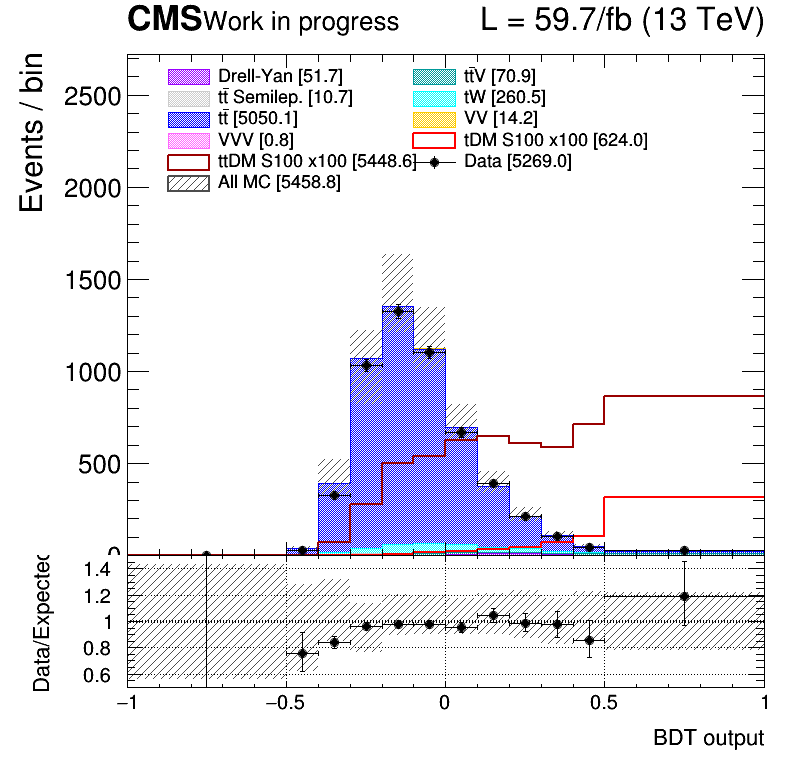 CMS Work in progress L = 59.7/fb (13 TeV)
Events / bin
2500
2000
1500
1000
500
0
Drell-Yan [51.7]
tt̄ Semilep. [10.7]
tt̄ [5050.1]
VVV [0.8]
ttDM S100 x100 [5448.6]
All MC [5458.8]
tt̄V [70.9]
tW [260.5]
VV [14.2]
tDM S100 x100 [624.0]
Data [5269.0]
Data/Expected
1.4
1.2
1
0.8
0.6
−1 −0.5 0 0.5 1
BDT output